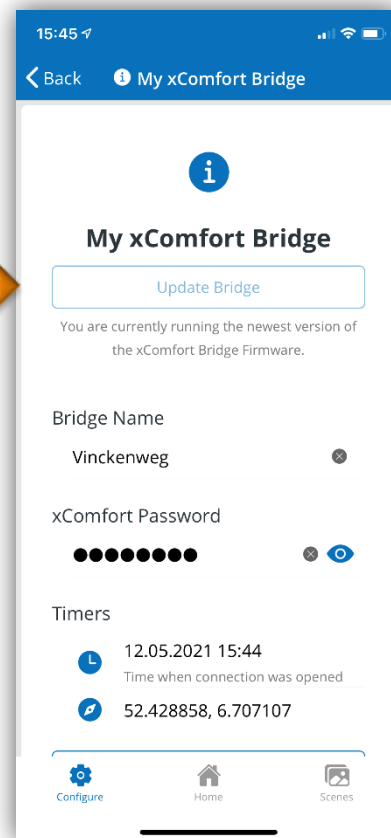 15:45
Back My xComfort Bridge
My xComfort Bridge
Update Bridge
You are currently running the newest version of
the xComfort Bridge Firmware.
Bridge Name
Vinckenweg
xComfort Password
●●●●●●●●
Timers
12.05.2021 15:44
Time when connection was opened
52.428858, 6.707107
Configure Home Scenes